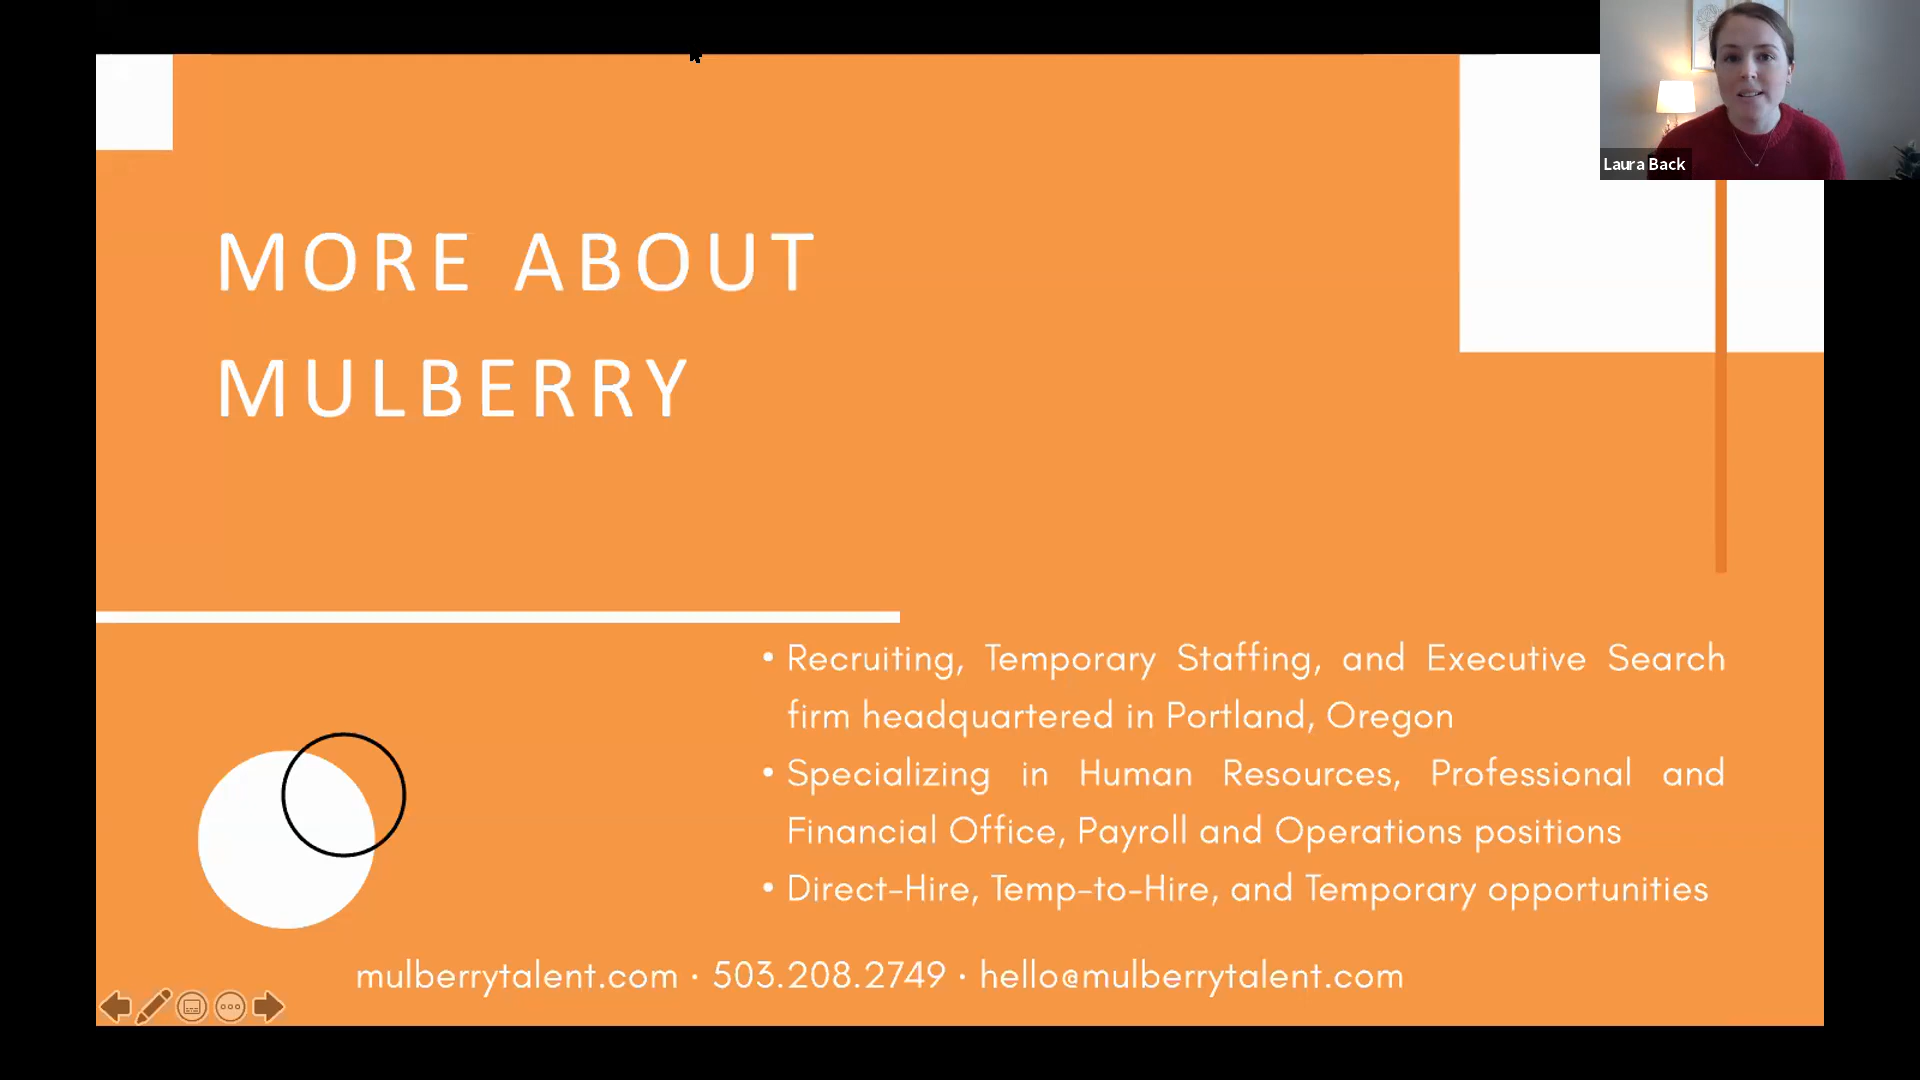 Laura Back
MORE ABOUT
MULBERRY
• Recruiting, Temporary Staffing, and Executive Search
firm headquartered in Portland, Oregon
• Specializing in Human Resources, Professional and
Financial Office, Payroll and Operations positions
• Direct-Hire, Temp-to-Hire, and Temporary opportunities
mulberrytalent.com · 503.208.2749 · hello@mulberrytalent.com